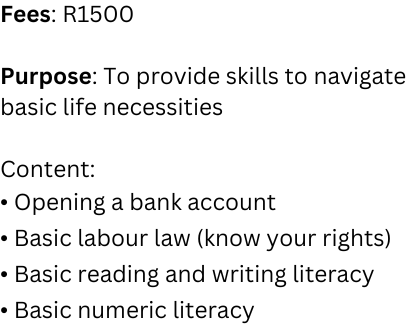 Fees: R1500
Purpose: To provide skills to navigate
basic life necessities
Content:
• Opening a bank account
• Basic labour law (know your rights)
• Basic reading and writing literacy
• Basic numeric literacy